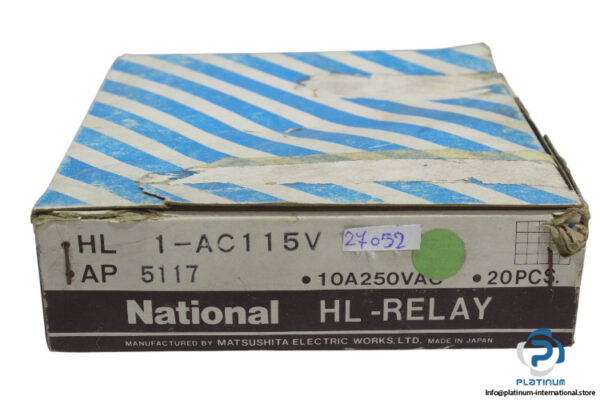 HL 1-AC115V 27052
AP 5117 • 10A250VAC • 20PCS.
National HL-RELAY
MANUFACTURED BY MATSUSHITA ELECTRIC WORKS, LTD. MADE IN JAPAN
PLATINUM
www.platinum-international.store